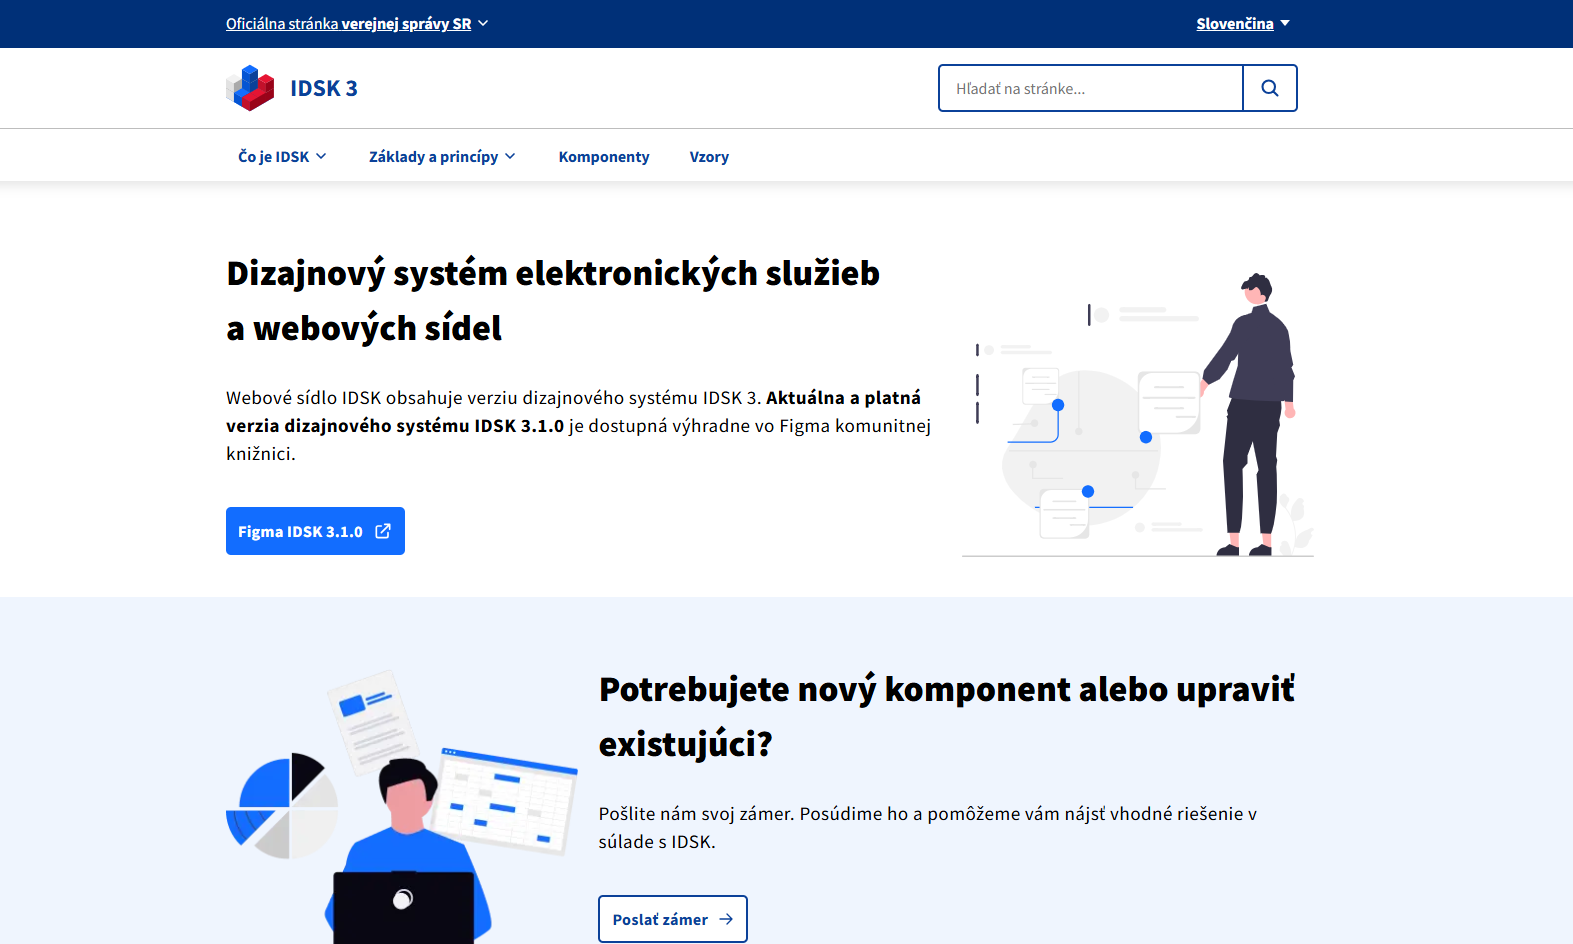 Oficiálna stránka verejnej správy SR
Slovenčina
IDSK 3
Hľadať na stránke...
Čo je IDSK
Základy a princípy
Komponenty
Vzory
Dizajnový systém elektronických služieb
a webových sídel
Webové sídlo IDSK obsahuje verziu dizajnového systému IDSK 3. Aktuálna a platná
verzia dizajnového systému IDSK 3.1.0 je dostupná výhradne vo Figma komunitnej
knižnici.
Figma IDSK 3.1.0
Potrebujete nový komponent alebo upraviť
existujúci?
Pošlite nám svoj zámer. Posúdime ho a pomôžeme vám nájsť vhodné riešenie v
súlade s IDSK.
Poslať zámer